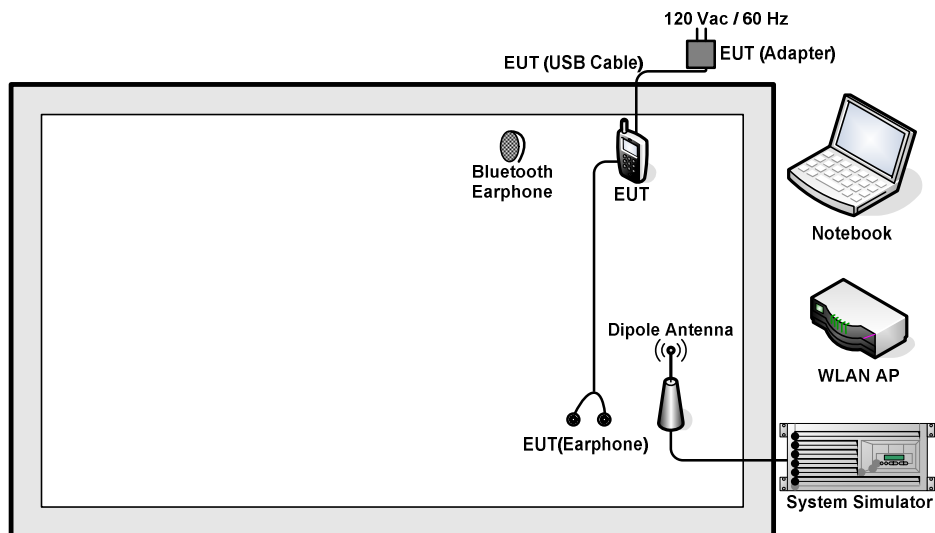 120 Vac / 60 Hz
EUT (USB Cable)
EUT (Adapter)
Bluetooth
Earphone
EUT
Notebook
Dipole Antenna
WLAN AP
EUT(Earphone)
System Simulator